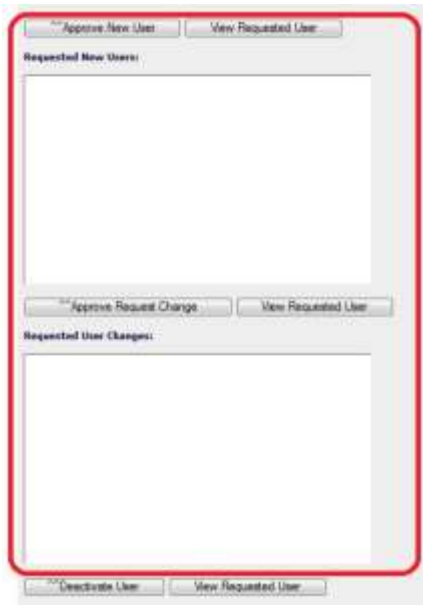 ^^Approve New User View Requested User
Requested New Users:
^^Approve Request Change View Requested User
Requested User Changes:
^^Deactivate User View Requested User